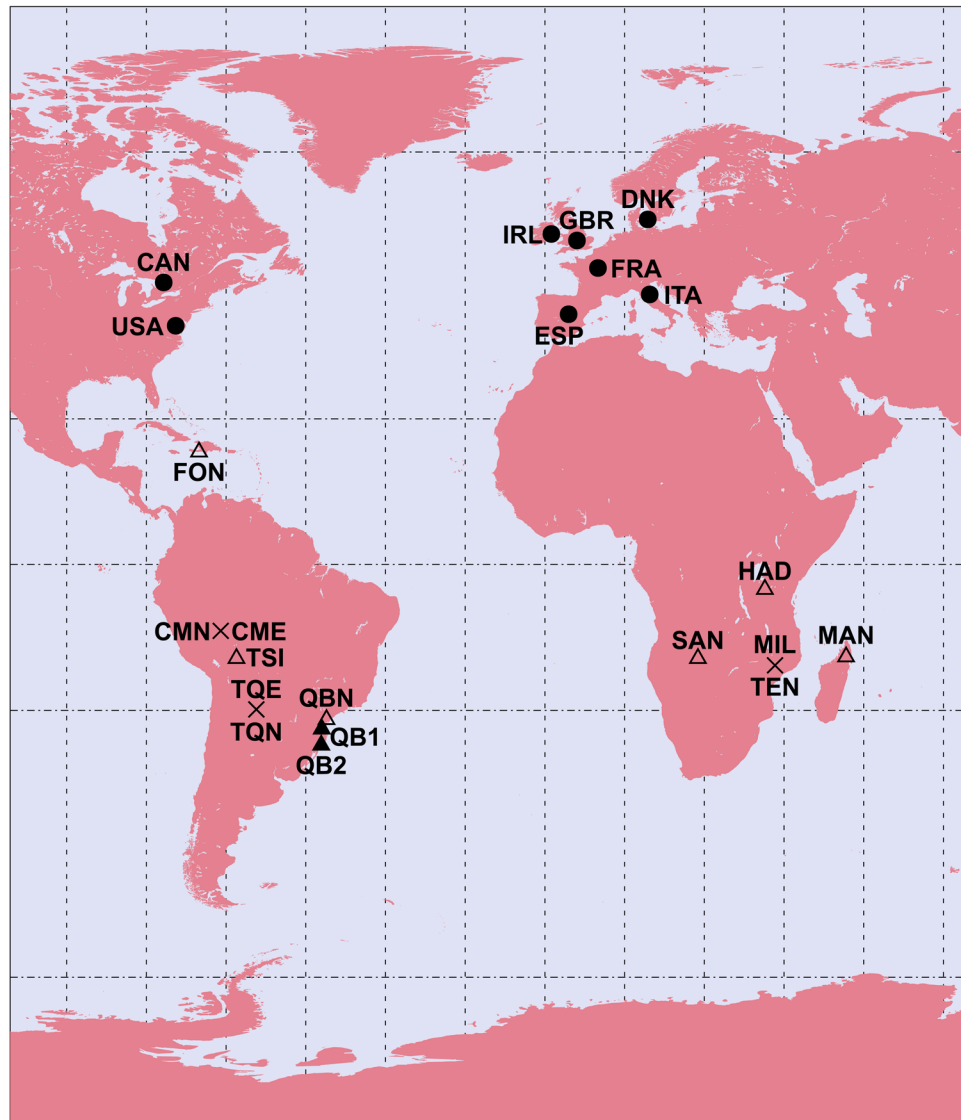 DNK
GBR
IRL
CAN
FRA
ITA
USA
ESP
FON
HAD
CMN CME
SAN
MIL
MAN
TSI
TEN
TQE
QBN
TQN
QB1
QB2